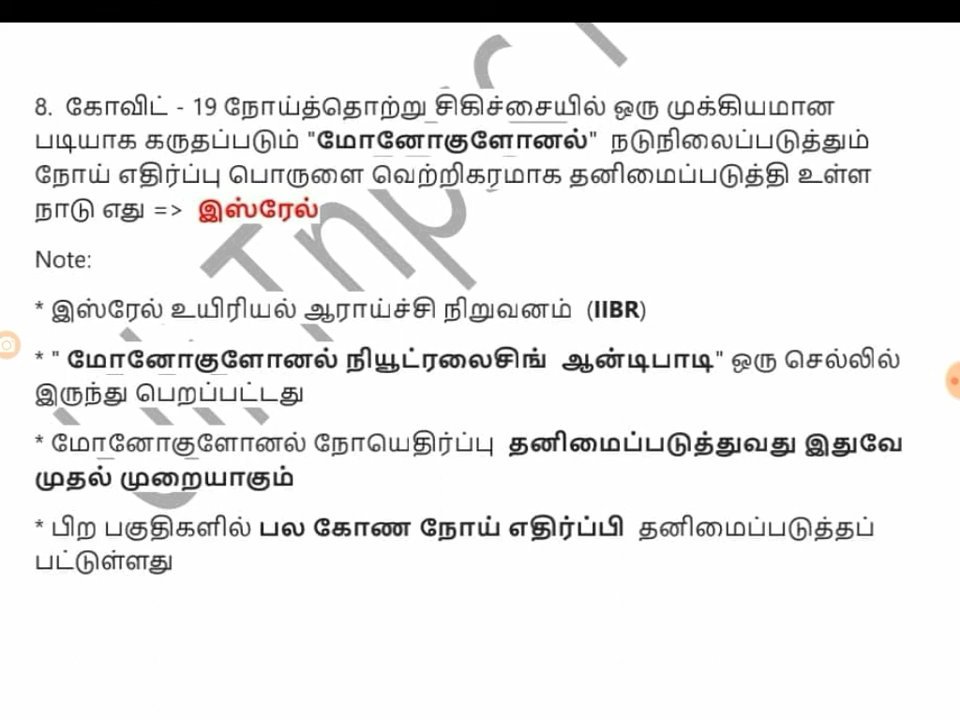 8. கோவிட் - 19 நோய்த்தொற்று சிகிச்சையில் ஒரு முக்கியமான
படியாக கருதப்படும் "மோனோகுளோனல்" நடுநிலைப்படுத்தும்
நோய் எதிர்ப்பு பொருளை வெற்றிகரமாக தனிமைப்படுத்தி உள்ள
நாடு எது => இஸ்ரேல்
Note:
* இஸ்ரேல் உயிரியல் ஆராய்ச்சி நிறுவனம் (IIBR)
* " மோனோகுளோனல் நியூட்ரலைசிங் ஆன்டிபாடி" ஒரு செல்லில்
இருந்து பெறப்பட்டது
* மோனோகுளோனல் நோயெதிர்ப்பு தனிமைப்படுத்துவது இதுவே
முதல் முறையாகும்
* பிற பகுதிகளில் பல கோண நோய் எதிர்ப்பி தனிமைப்படுத்தப்
பட்டுள்ளது